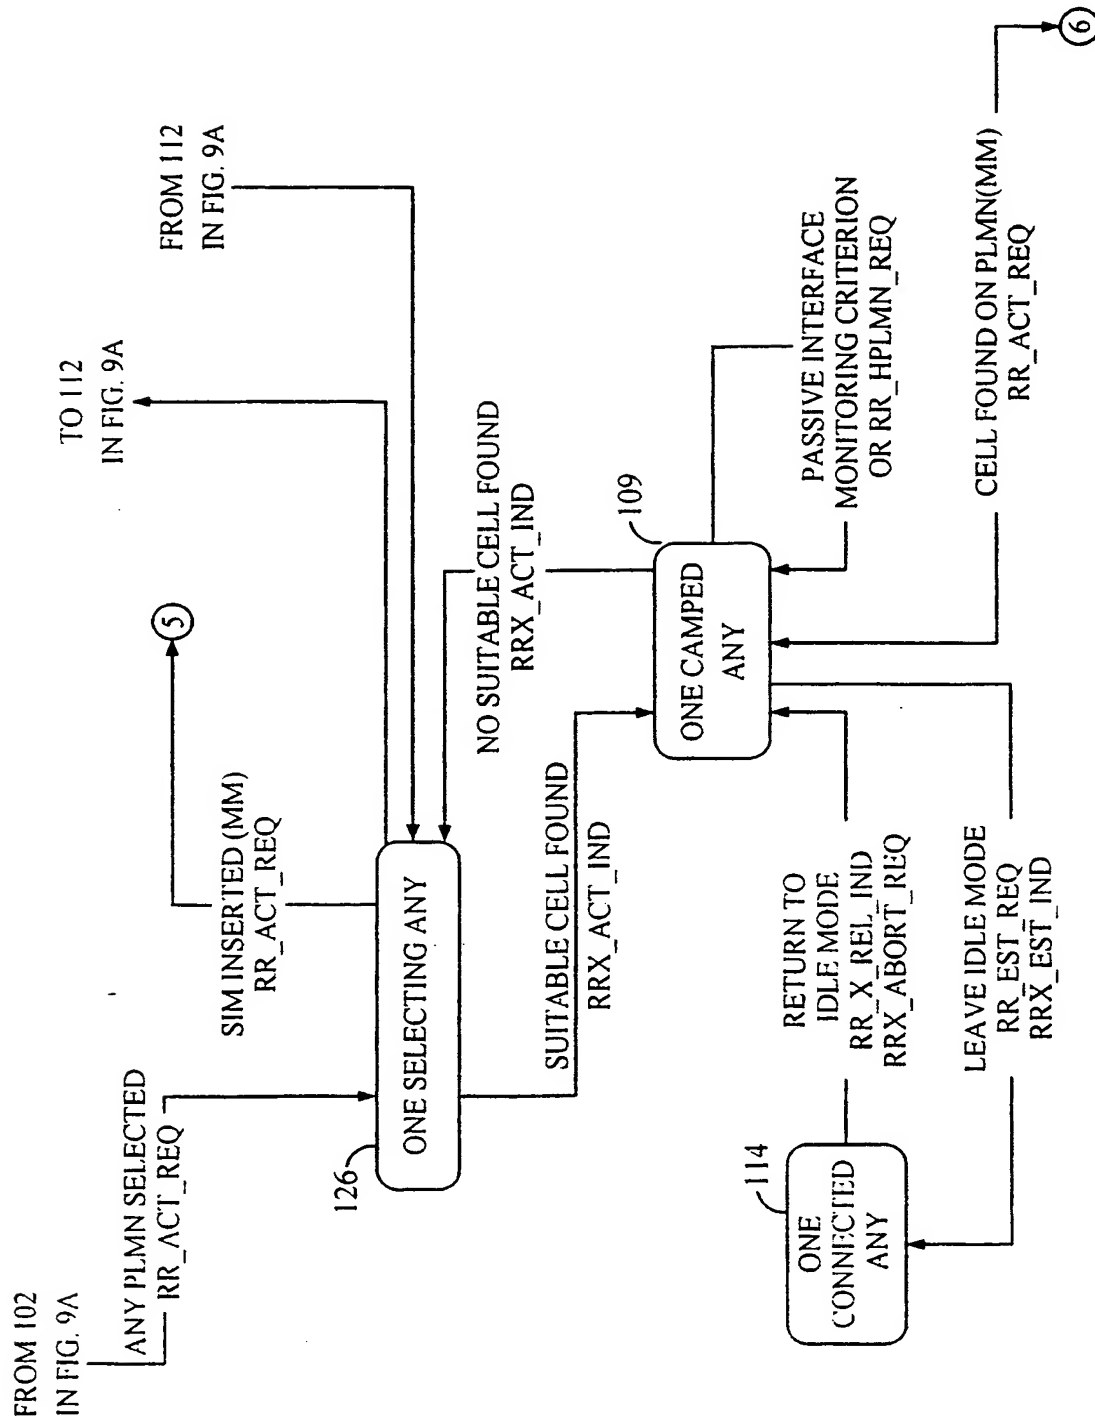 FROM 102
IN FIG. 9A
ANY PLMN SELECTED
RR_ACT_REQ
126
ONE SELECTING ANY
SIM INSERTED (MM)
RR_ACT_REQ
5
TO 112
IN FIG. 9A
FROM 112
IN FIG. 9A
SUITABLE CELL FOUND
RRX_ACT_IND
NO SUITABLE CELL FOUND
RRX_ACT_IND
109
ONE CAMPED
ANY
PASSIVE INTERFACE
MONITORING CRITERION
OR RR_HPLMN_REQ
114
ONE
CONNECTED
ANY
RETURN TO
IDLE MODE
RR_X_REL_IND
RRX_ABORT_REQ
LEAVE IDLE MODE
RR_EST_REQ
RRX_EST_IND
CELL FOUND ON PLMN(MM)
RR_ACT_REQ
6